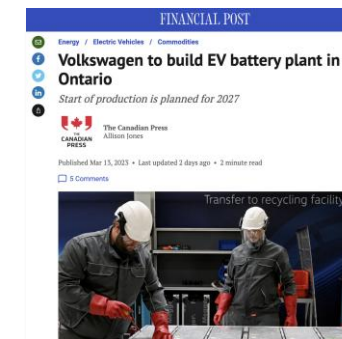 FINANCIAL POST
Energy / Electric Vehicles / Commodities
Volkswagen to build EV battery plant in
Ontario
Start of production is planned for 2027
THE
CANADIAN
PRESS
The Canadian Press
Allison Jones
Published Mar 13, 2023 • Last updated 2 days ago • 2 minute read
5 Comments
Transfer to recycling facility